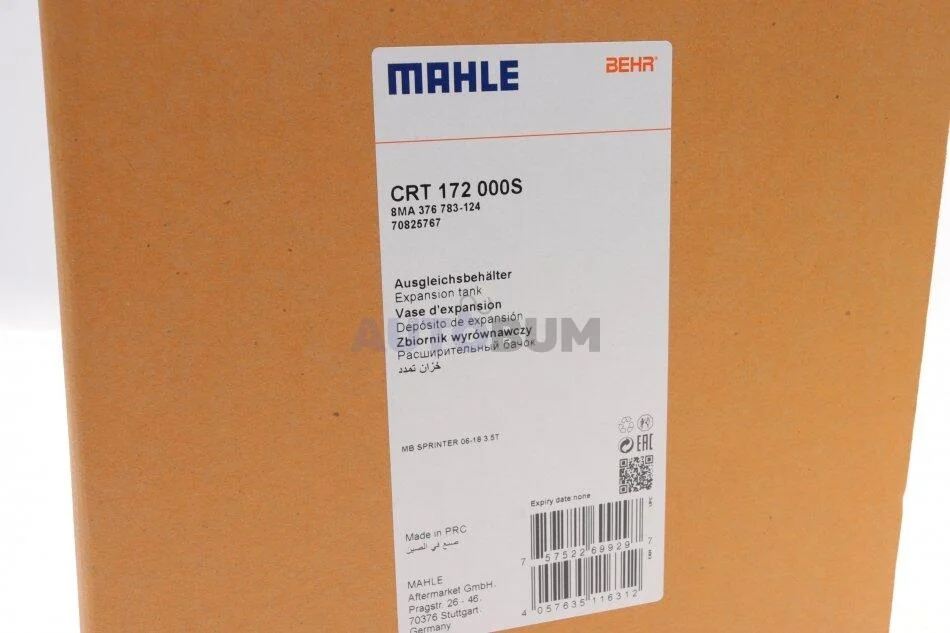 MAHLE
BEHR®
CRT 172 000S
8MA 376 783-124
70825767
Ausgleichsbehälter
Expansion tank
Vase d'expansion
Depósito de expansión
Zbiornik wyrównawczy
Расширительный бачок
خزان تمدد
AUTOBUM
MB SPRINTER 06-18 3.5T
EAC
Expiry date none
Made in PRC
صنع في الصين
7 57522 69929 7
MAHLE
Aftermarket GmbH.
Pragstr. 26 - 46.
70376 Stuttgart.
Germany
4 057635 116312